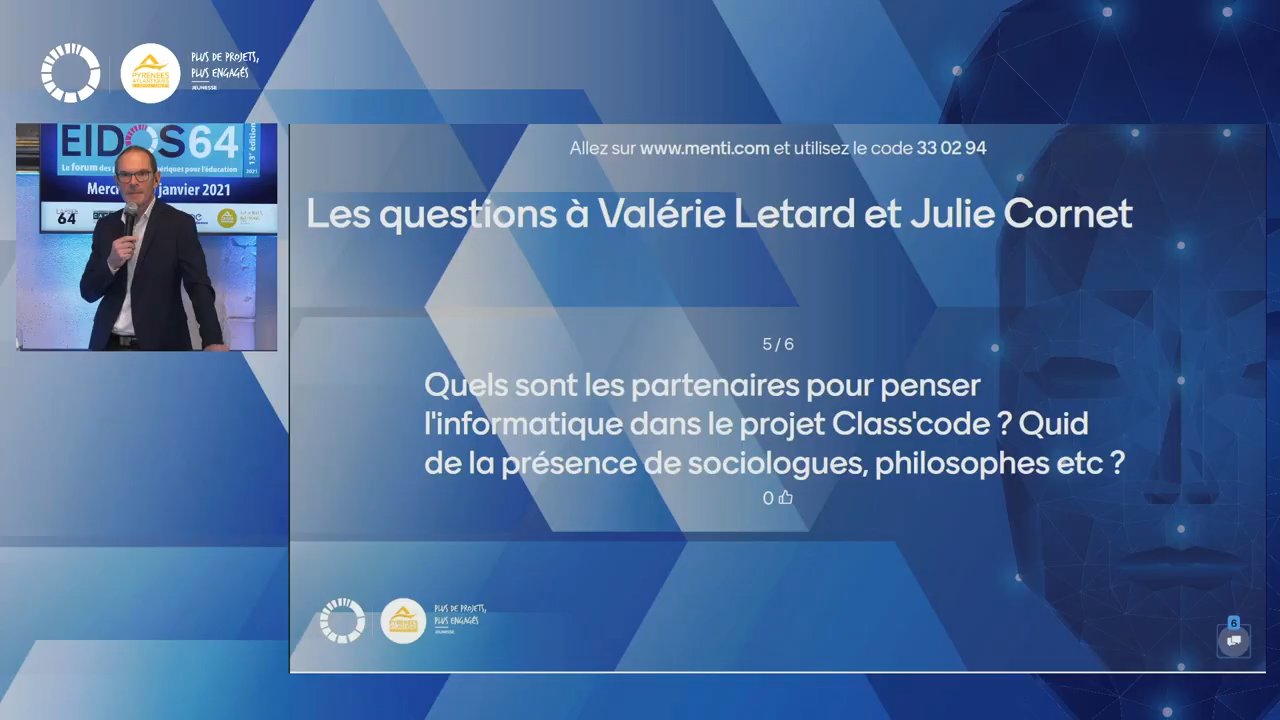 PLUS DE PROJETS,
PLUS ENGAGÉS
JEUNESSE
PYRÉNÉES
ATLANTIQUES
EIDOS64
13e édition
2021
Le forum des
pour l'éducation
janvier 2021
64
Allez sur www.menti.com et utilisez le code 33 02 94
Les questions à Valérie Letard et Julie Cornet
5 / 6
Quels sont les partenaires pour penser
l'informatique dans le projet Class'code ? Quid
de la présence de sociologues, philosophes etc ?
0
PLUS DE PROJETS,
PLUS ENGAGÉS
JEUNESSE
6